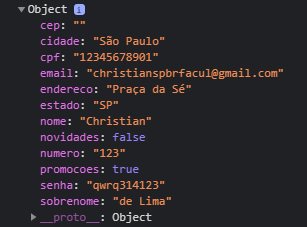 ▼ Object i
cep: ""
cidade: "São Paulo"
cpf: "12345678901"
email: "christianspbrfacul@gmail.com"
endereco: "Praça da Sé"
estado: "SP"
nome: "Christian"
novidades: false
numero: "123"
promocoes: true
senha: "qwrq314123"
sobrenome: "de Lima"
▶ __proto__: Object